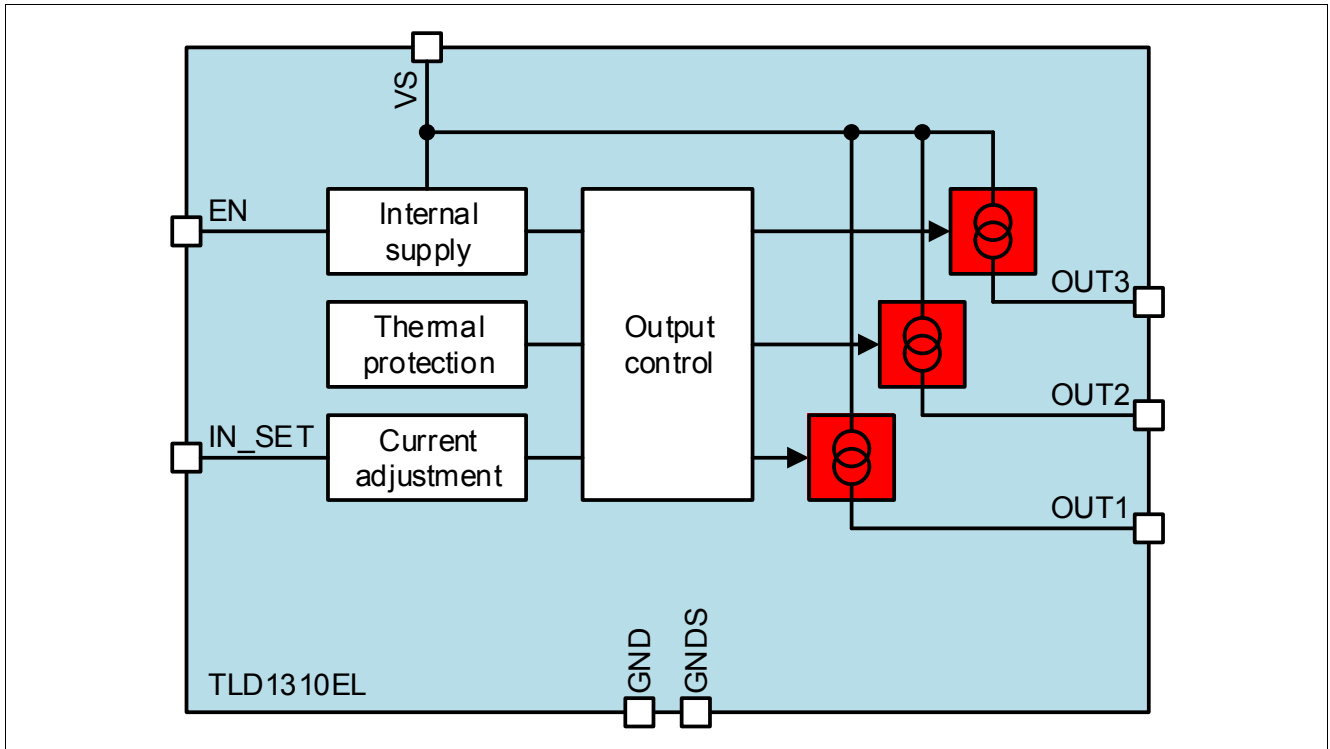 VS
EN
Internal
supply
Thermal
protection
Output
control
IN_SET
Current
adjustment
OUT3
OUT2
OUT1
GND
GNDS
TLD1310EL